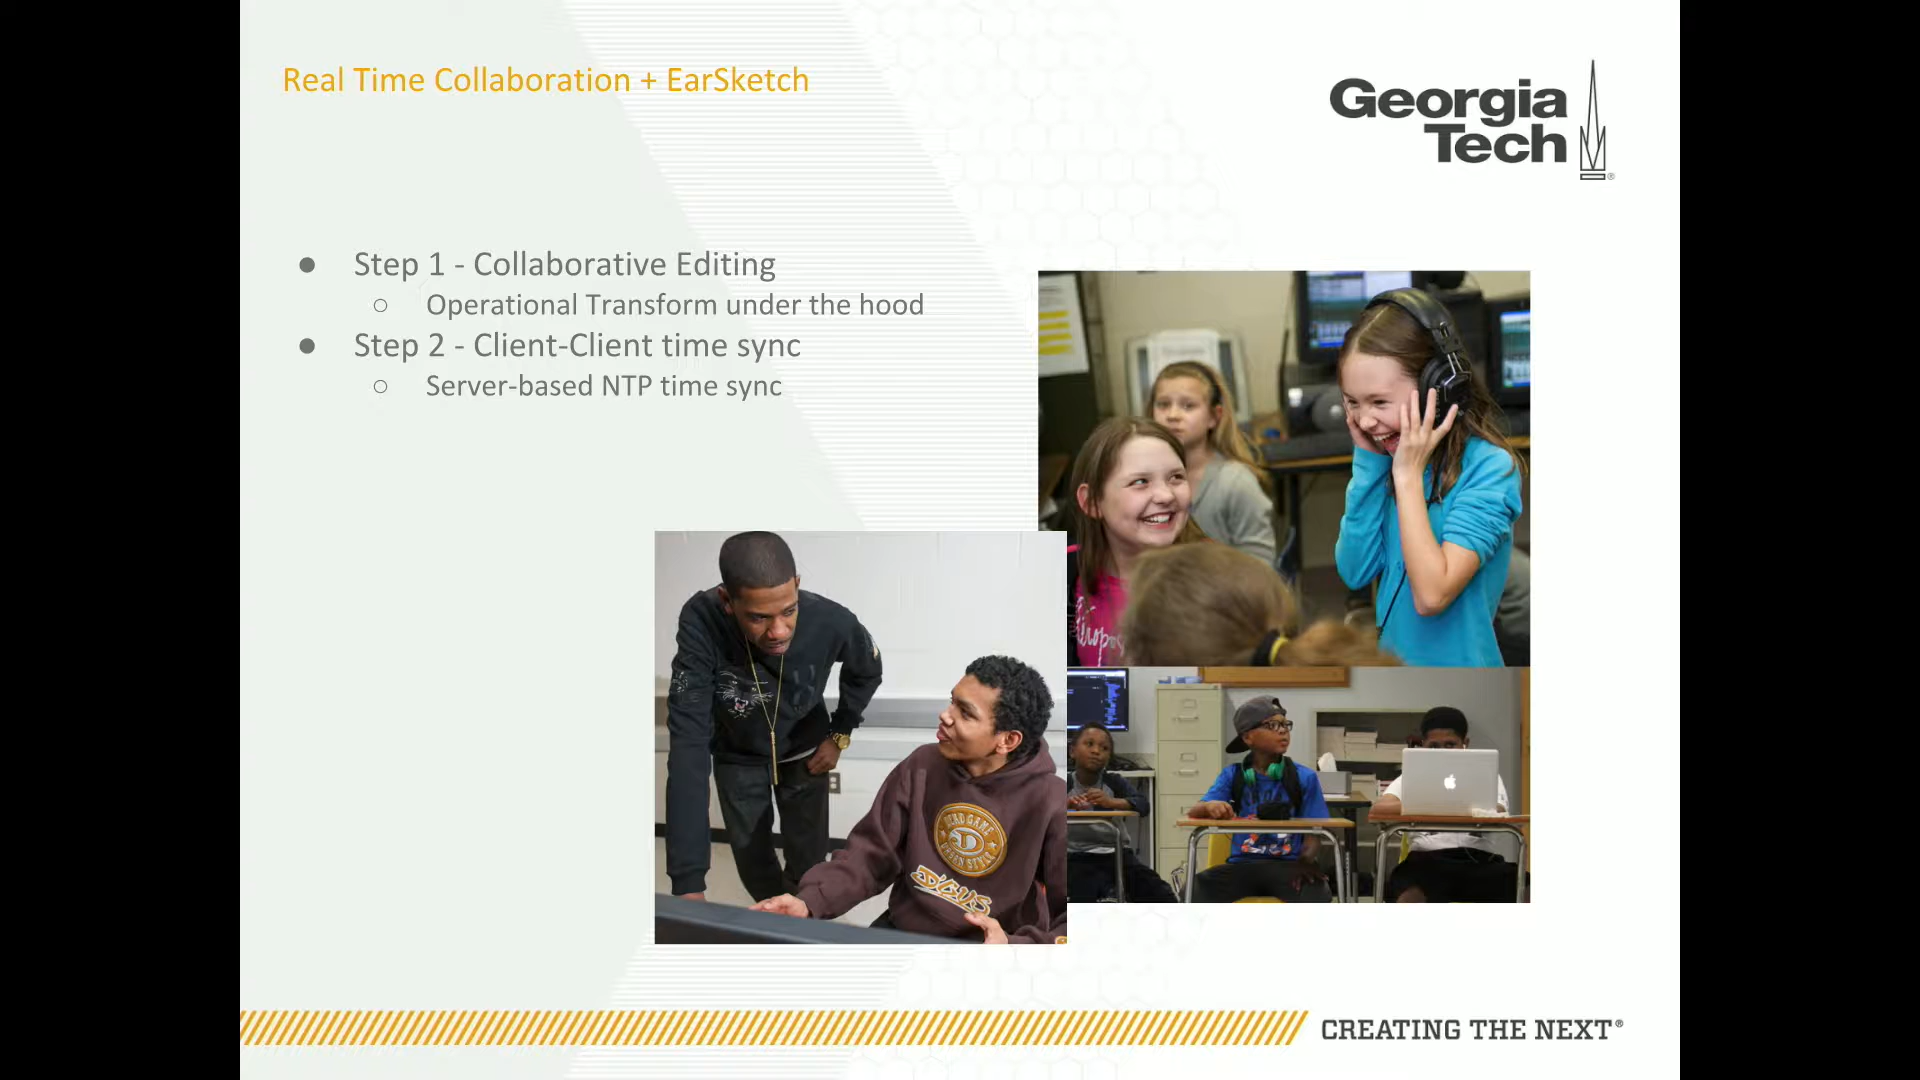 Real Time Collaboration + EarSketch
Georgia
Tech
● Step 1 - Collaborative Editing
○ Operational Transform under the hood
● Step 2 - Client-Client time sync
○ Server-based NTP time sync
CREATING THE NEXT®